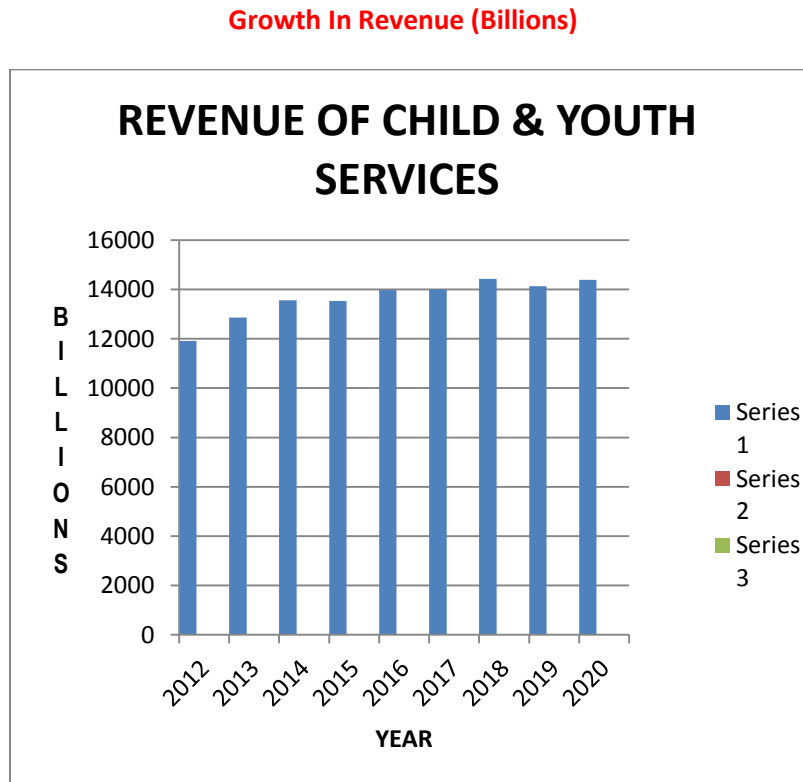 Growth In Revenue (Billions)
REVENUE OF CHILD & YOUTH
SERVICES
16000
14000
12000
10000
8000
6000
4000
2000
0
BILLIONS
2012
2013
2014
2015
2016
2017
2018
2019
2020
YEAR
Series
1
Series
2
Series
3